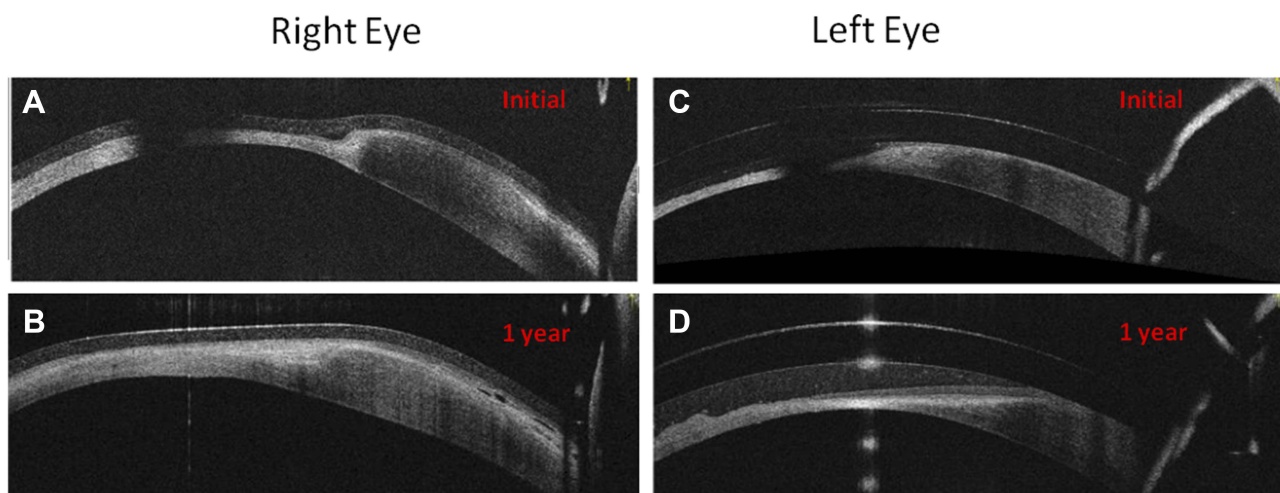 Right Eye
Left Eye
A
Initial
C
Initial
B
1 year
D
1 year